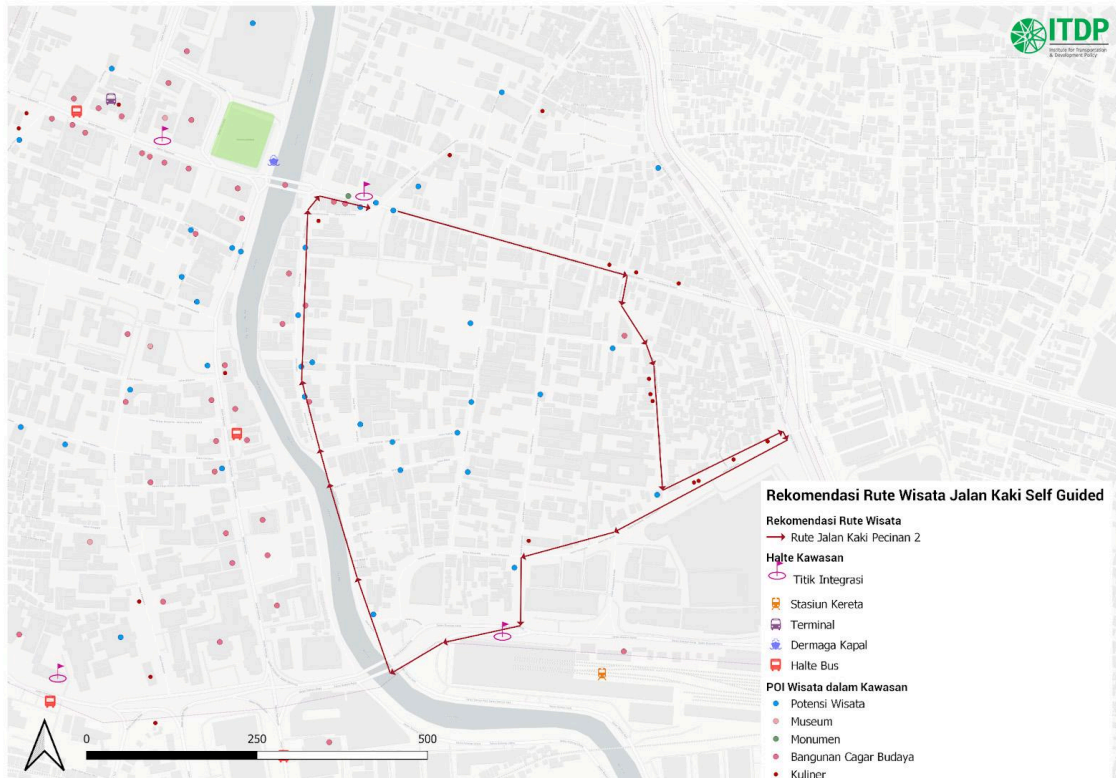 ITDP
Institute for Transportation
& Development Policy
Rekomendasi Rute Wisata Jalan Kaki Self Guided
Rekomendasi Rute Wisata
Rute Jalan Kaki Pecinan 2
Halte Kawasan
Titik Integrasi
Stasiun Kereta
Terminal
Dermaga Kapal
Halte Bus
POI Wisata dalam Kawasan
Potensi Wisata
Museum
Monumen
Bangunan Cagar Budaya
Kuliner
0 250 500